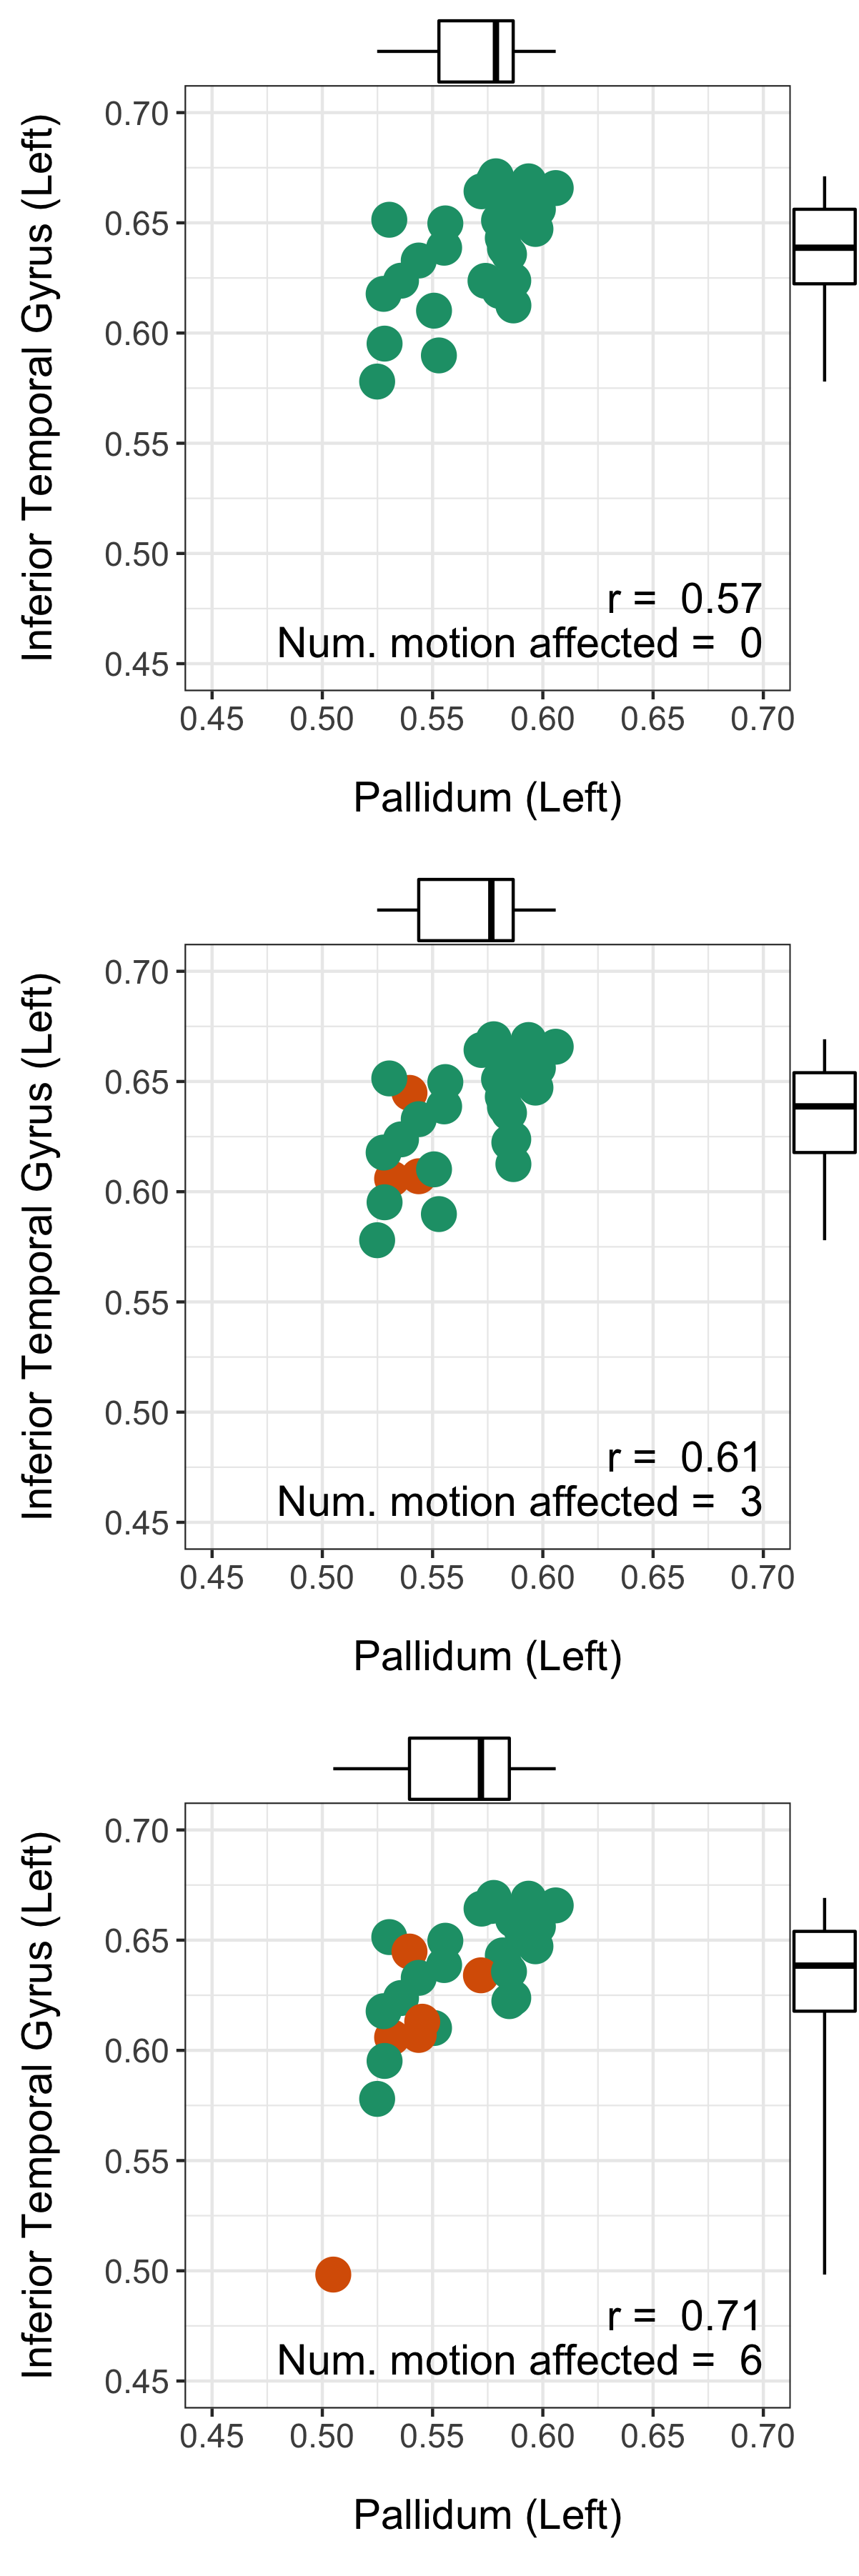 Inferior Temporal Gyrus (Left)
0.70
0.65
0.60
0.55
0.50
0.45
r = 0.57
Num. motion affected = 0
0.45 0.50 0.55 0.60 0.65 0.70
Pallidum (Left)
Inferior Temporal Gyrus (Left)
0.70
0.65
0.60
0.55
0.50
0.45
r = 0.61
Num. motion affected = 3
0.45 0.50 0.55 0.60 0.65 0.70
Pallidum (Left)
Inferior Temporal Gyrus (Left)
0.70
0.65
0.60
0.55
0.50
0.45
r = 0.71
Num. motion affected = 6
0.45 0.50 0.55 0.60 0.65 0.70
Pallidum (Left)